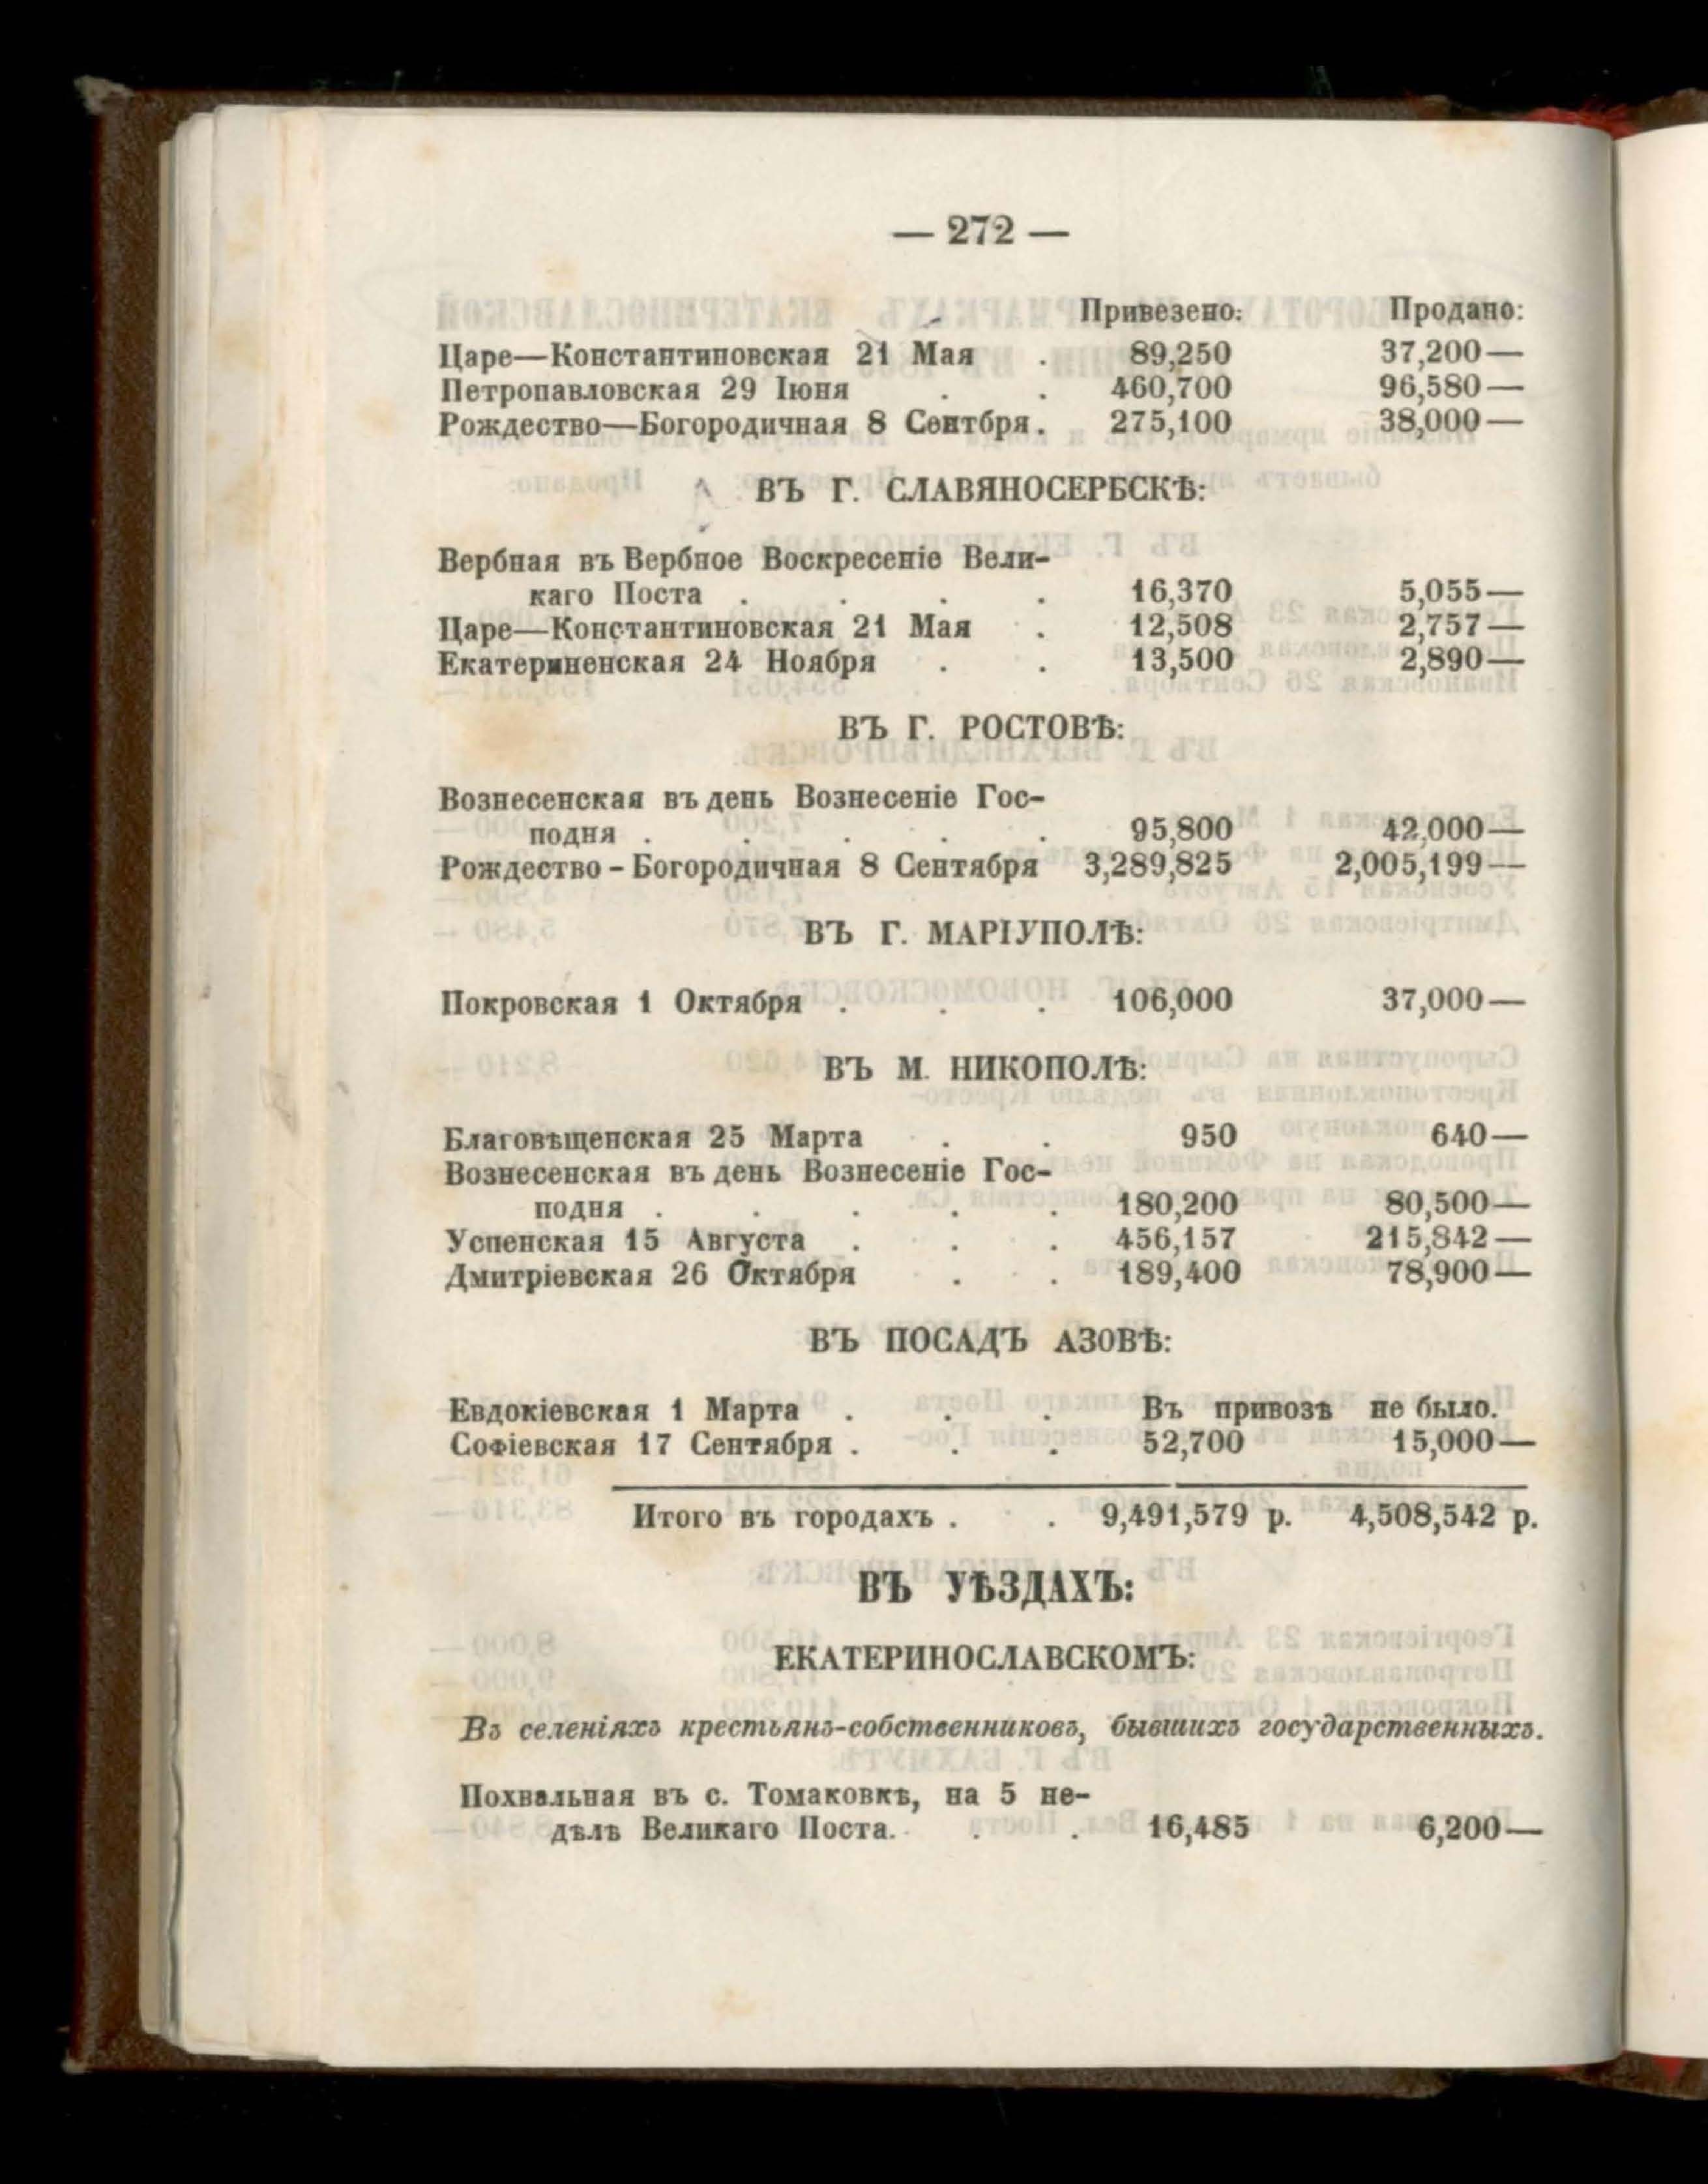 — 272 —
Привезено: Продано:
Царе—Константиновская 21 Мая . 89,250 37,200—
Петропавловская 29 Іюня . . 460,700 96,580—
Рождество—Богородичная 8 Сентбря. 275,100 38,000—
ВЪ Г. СЛАВЯНОСЕРБСКѢ:
Вербная въ Вербное Воскресеніе Вели-
каго Поста . . . . 16,370 5,055—
Царе—Константиновская 21 Мая . 12,508 2,757—
Екатериненская 24 Ноября . . 13,500 2,890—
ВЪ Г. РОСТОВѢ:
Вознесенская въ день Вознесеніе Гос-
подня . . . . . 95,800 42,000—
Рождество-Богородичная 8 Сентября 3,289,825 2,005,199—
ВЪ Г. МАРІУПОЛѢ:
Покровская 1 Октября . . . 106,000 37,000—
ВЪ М. НИКОПОЛѢ:
Благовѣщенская 25 Марта . . 950 640—
Вознесенская въ день Вознесеніе Гос-
подня . . . . . 180,200 80,500—
Успенская 15 Августа . . . 456,157 215,842—
Дмитріевская 26 Октября . . 189,400 78,900—
ВЪ ПОСАДЪ АЗОВѢ:
Евдокіевская 1 Марта . . . Въ привозѣ не было.
Софіевская 17 Сентября . . . 52,700 15,000—
Итого въ городахъ . . 9,491,579 р. 4,508,542 р.
ВЪ УѢЗДАХЪ:
ЕКАТЕРИНОСЛАВСКОМЪ:
Въ селеніяхъ крестьянъ-собственниковъ, бывшихъ государственныхъ.
Похвальная въ с. Томаковкѣ, на 5 не-
дѣлѣ Великаго Поста. . . 16,485 6,200—